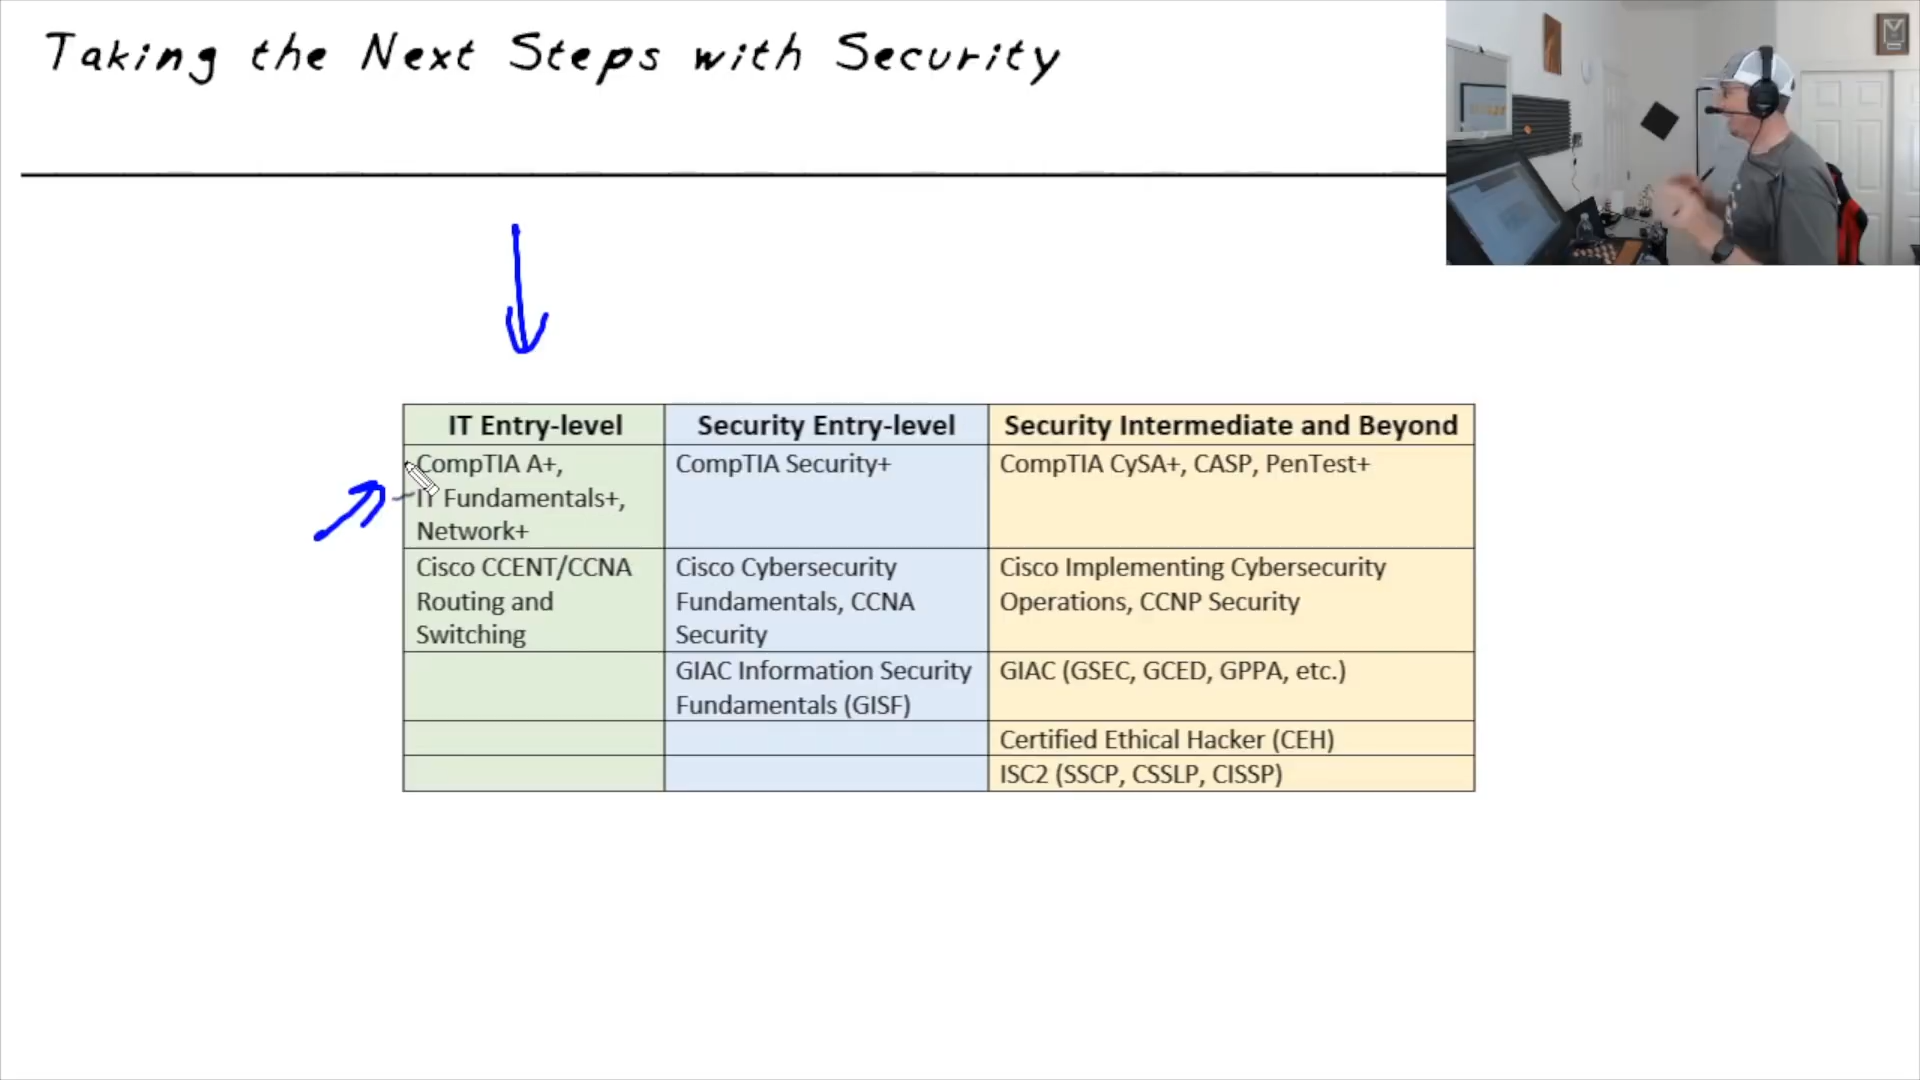 Taking the Next Steps with Security
IT Entry-level
Security Entry-level
Security Intermediate and Beyond
CompTIA A+,
IT Fundamentals+,
Network+
CompTIA Security+
CompTIA CySA+, CASP, PenTest+
Cisco CCENT/CCNA
Routing and
Switching
Cisco Cybersecurity
Fundamentals, CCNA
Security
Cisco Implementing Cybersecurity
Operations, CCNP Security
GIAC Information Security
Fundamentals (GISF)
GIAC (GSEC, GCED, GPPA, etc.)
Certified Ethical Hacker (CEH)
ISC2 (SSCP, CSSLP, CISSP)